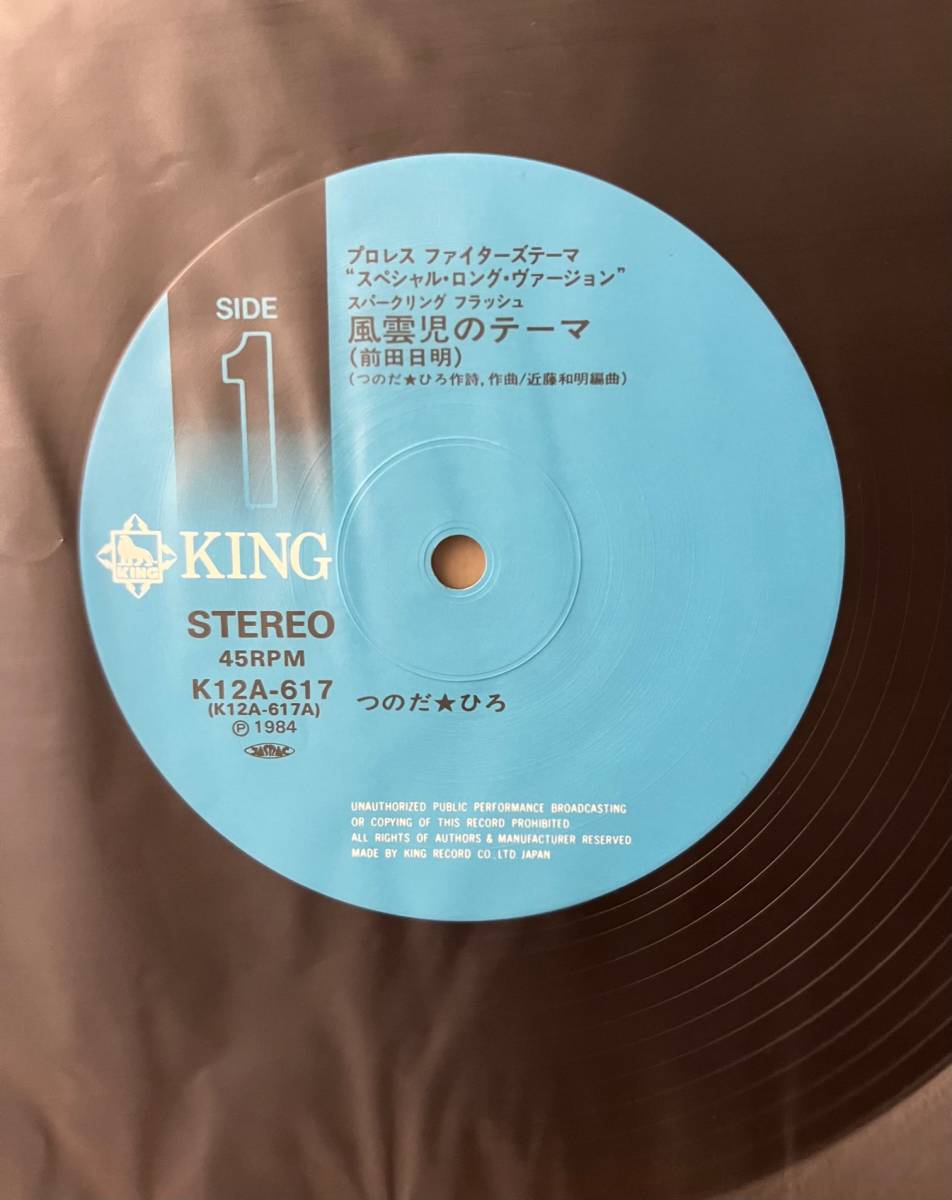 SIDE
1
プロレス ファイターズテーマ
“スペシャル・ロング・ヴァージョン”
スパークリング フラッシュ
風雲児のテーマ
(前田日明)
(つのだ★ひろ作詩,作曲/近藤和明編曲)
KING
KING
STEREO
45RPM
K12A-617
(K12A-617A)
℗ 1984
JASRAC
つのだ★ひろ
UNAUTHORIZED PUBLIC PERFORMANCE BROADCASTING
OR COPYING OF THIS RECORD PROHIBITED
ALL RIGHTS OF AUTHORS & MANUFACTURER RESERVED
MADE BY KING RECORD CO.,LTD JAPAN